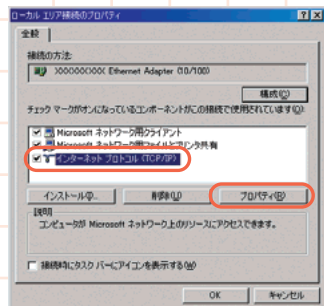 ローカル エリア接続のプロパティ
全般
接続の方法:
XXXXXXXXXX Ethernet Adapter (10/100)
構成(C)
チェック マークがオンになっているコンポーネントがこの接続で使用されています(O):
Microsoft ネットワーク用クライアント
Microsoft ネットワーク用ファイルとプリンタ共有
インターネット プロトコル (TCP/IP)
インストール(I)...
削除(U)
プロパティ(R)
説明
コンピュータが Microsoft ネットワーク上のリソースにアクセスできます。
接続時にタスク バーにアイコンを表示する(W)
OK
キャンセル